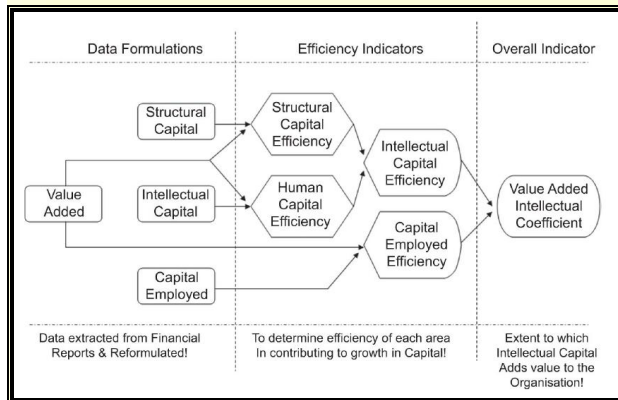 Data Formulations
Efficiency Indicators
Overall Indicator
Structural
Capital
Structural
Capital
Efficiency
Intellectual
Capital
Efficiency
Value
Added
Intellectual
Capital
Human
Capital
Efficiency
Value Added
Intellectual
Coefficient
Capital
Employed
Efficiency
Capital
Employed
Data extracted from Financial
Reports & Reformulated!
To determine efficiency of each area
In contributing to growth in Capital!
Extent to which
Intellectual Capital
Adds value to the
Organisation!